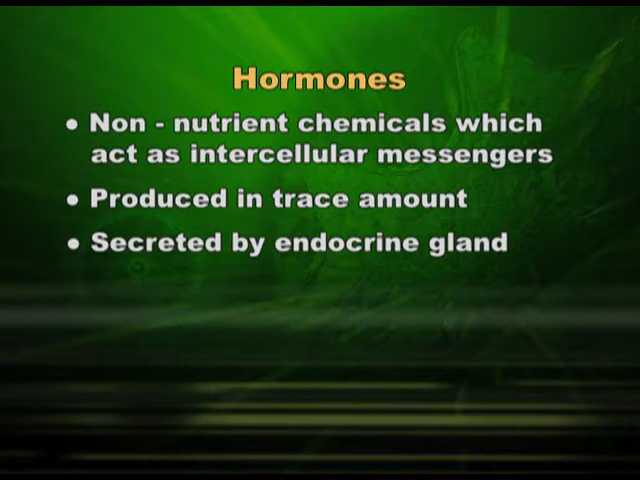 Hormones
● Non - nutrient chemicals which
act as intercellular messengers
● Produced in trace amount
● Secreted by endocrine gland